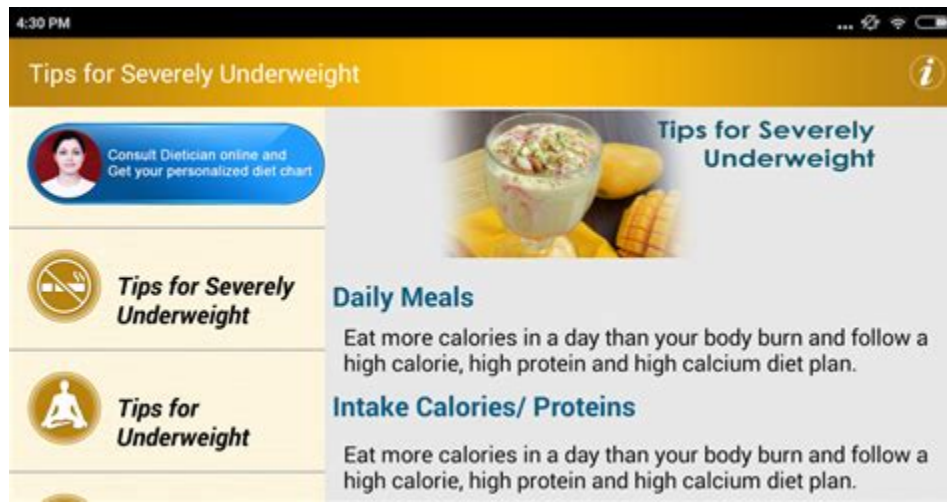 4:30 PM
...
Tips for Severely Underweight
i
Consult Dietician online and
Get your personalized diet chart
Tips for Severely
Underweight
Tips for
Underweight
Tips for Severely
Underweight
Daily Meals
Eat more calories in a day than your body burn and follow a
high calorie, high protein and high calcium diet plan.
Intake Calories/ Proteins
Eat more calories in a day than your body burn and follow a
high calorie, high protein and high calcium diet plan.